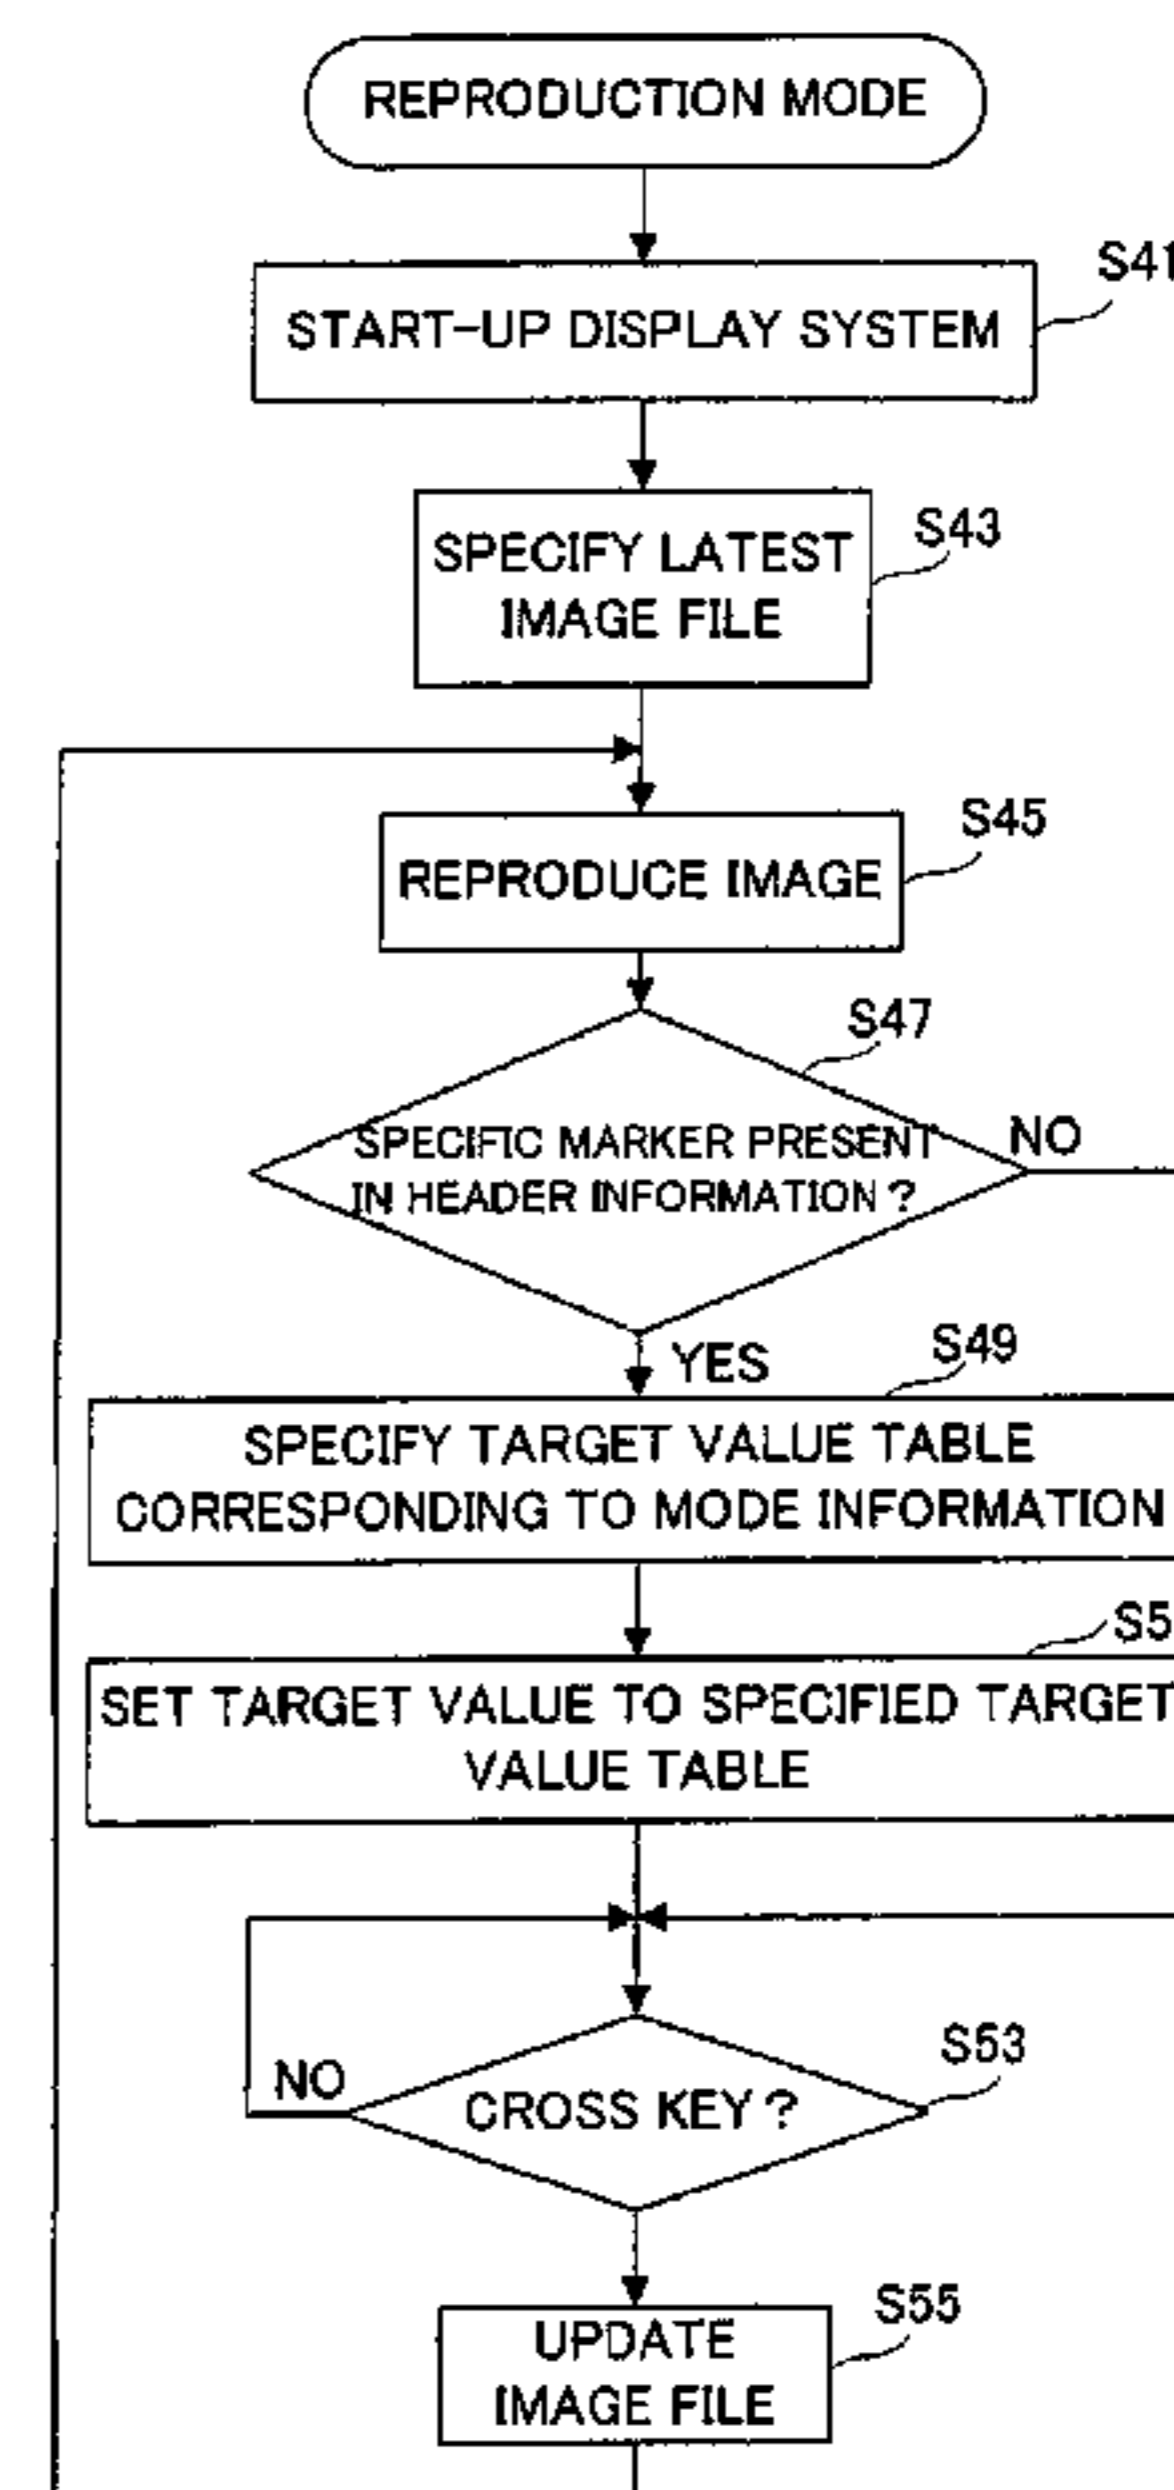 REPRODUCTION MODE
S41
START-UP DISPLAY SYSTEM
S43
SPECIFY LATEST
IMAGE FILE
S45
REPRODUCE IMAGE
S47
SPECIFIC MARKER PRESENT
IN HEADER INFORMATION?
NO
YES
S49
SPECIFY TARGET VALUE TABLE
CORRESPONDING TO MODE INFORMATION
S5
SET TARGET VALUE TO SPECIFIED TARGET
VALUE TABLE
S53
NO
CROSS KEY?
S55
UPDATE
IMAGE FILE